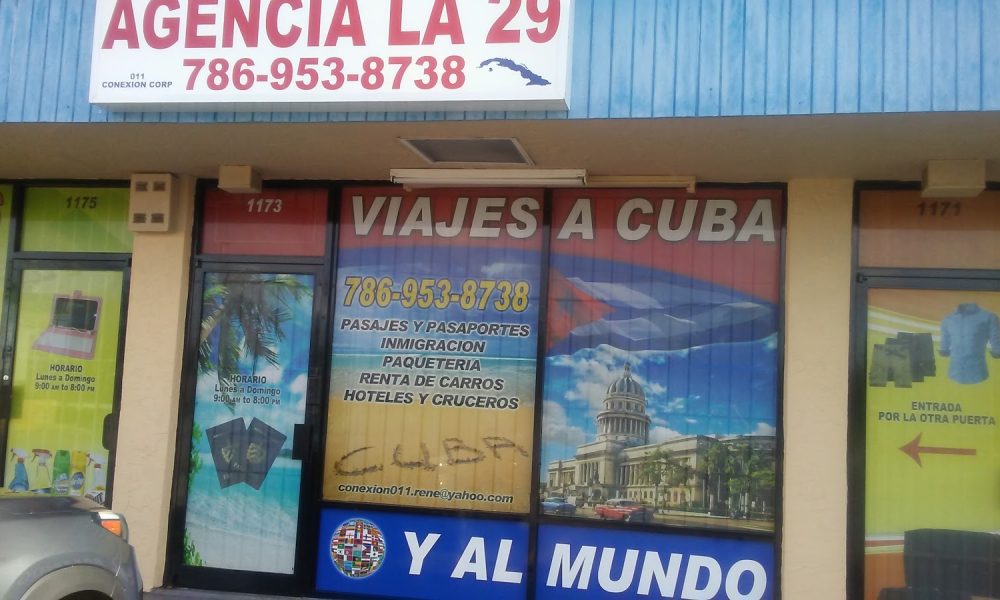 AGENCIA LA 29
011
CONEXION CORP
786-953-8738
1175
HORARIO
Lunes a Domingo
9:00 AM to 8:00 PM
1173
HORARIO
Lunes a Domingo
9:00 AM to 8:00 PM
VIAJES A CUBA
786-953-8738
PASAJES Y PASAPORTES
INMIGRACION
PAQUETERIA
RENTA DE CARROS
HOTELES Y CRUCEROS
CUBA
conexion011.rene@yahoo.com
Y AL MUNDO
1171
ENTRADA
POR LA OTRA PUERTA